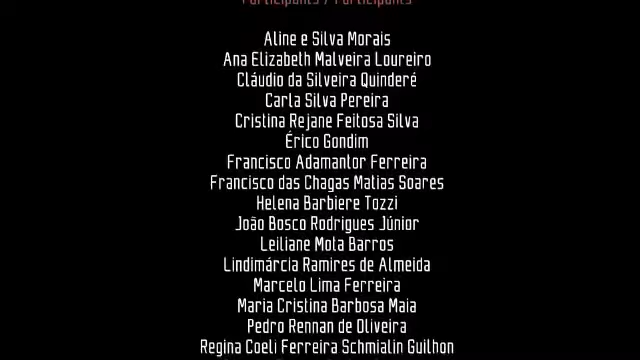 Participants / Participants
Aline e Silva Morais
Ana Elizabeth Malveira Loureiro
Cláudio da Silveira Quinderé
Carla Silva Pereira
Cristina Rejane Feitosa Silva
Érico Gondim
Francisco Adamantor Ferreira
Francisco das Chagas Matias Soares
Helena Barbiere Tozzi
João Bosco Rodrigues Júnior
Leiliane Mota Barros
Lindimárcia Ramires de Almeida
Marcelo Lima Ferreira
Maria Cristina Barbosa Maia
Pedro Rennan de Oliveira
Regina Coeli Ferreira Schmialin Guilhon